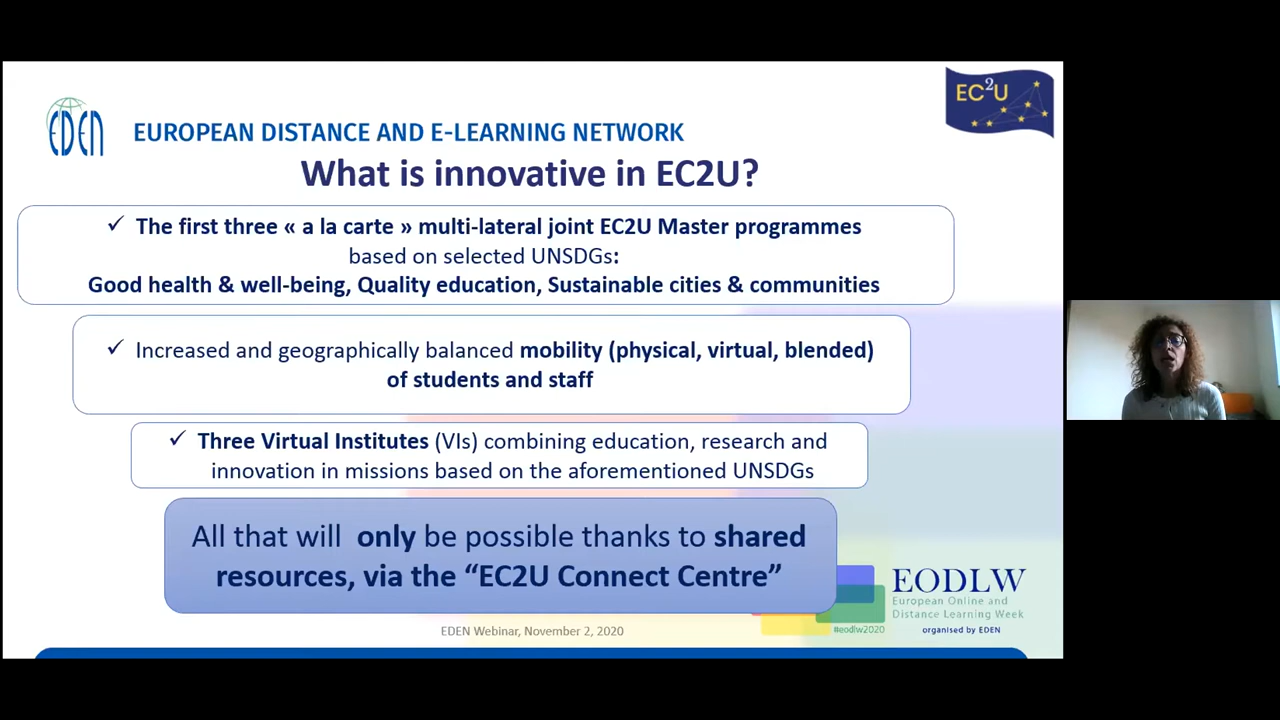 EC2U
EDEN
EUROPEAN DISTANCE AND E-LEARNING NETWORK
What is innovative in EC2U?
✓ The first three « a la carte » multi-lateral joint EC2U Master programmes
based on selected UNSDGs:
Good health & well-being, Quality education, Sustainable cities & communities
✓ Increased and geographically balanced mobility (physical, virtual, blended)
of students and staff
✓ Three Virtual Institutes (VIs) combining education, research and
innovation in missions based on the aforementioned UNSDGs
All that will only be possible thanks to shared
resources, via the “EC2U Connect Centre”
EODLW
European Online and
Distance Learning Week
#eodlw2020
organised by EDEN
EDEN Webinar, November 2, 2020